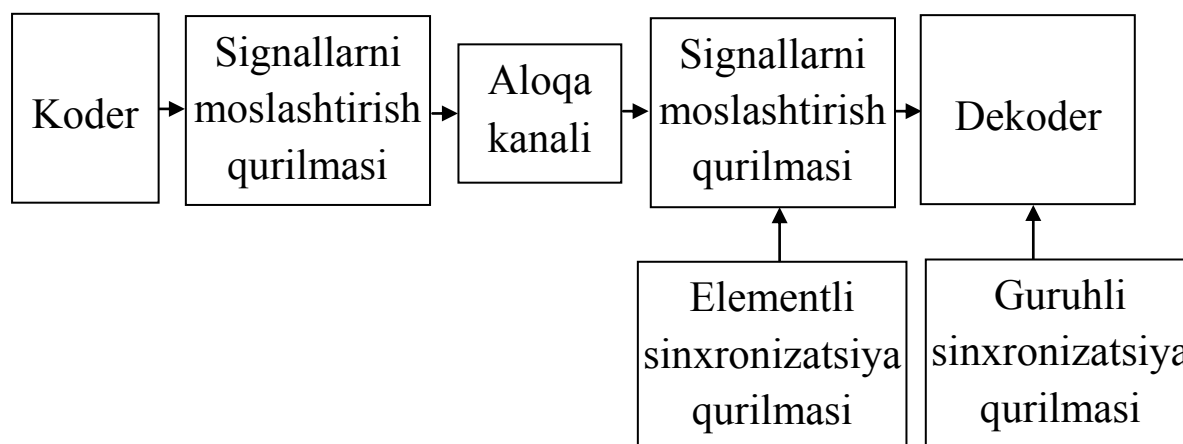 Koder
Signallarni
moslashtirish
qurilmasi
Aloqa
kanali
Signallarni
moslashtirish
qurilmasi
Dekoder
Elementli
sinxronizatsiya
qurilmasi
Guruhli
sinxronizatsiya
qurilmasi